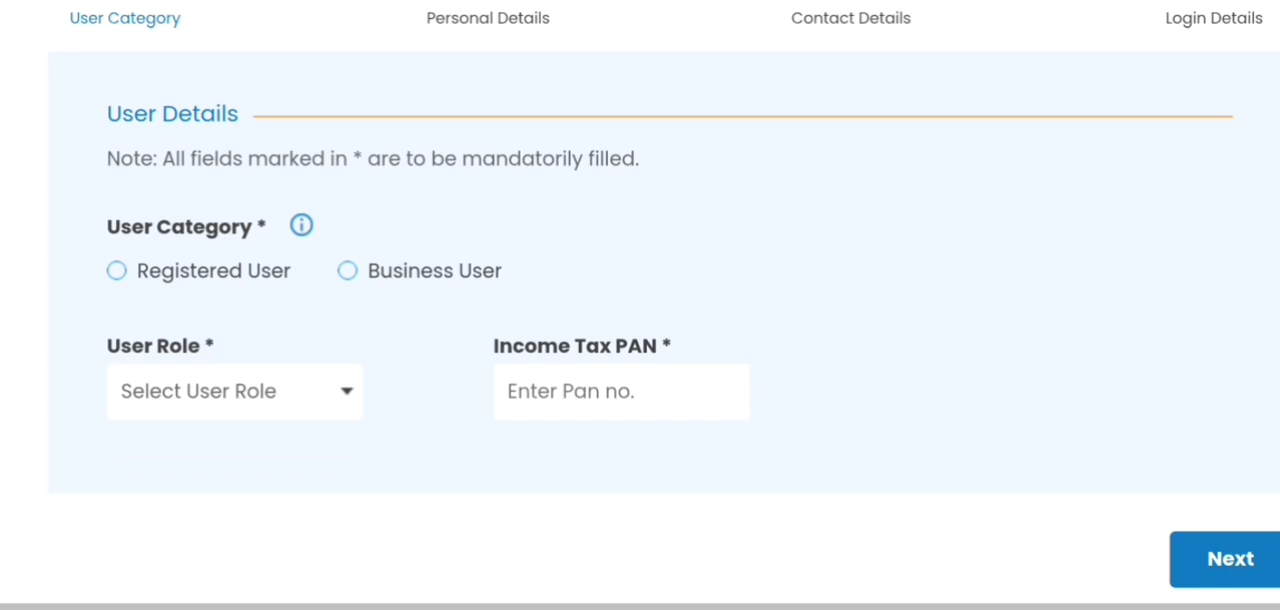 User Category Personal Details Contact Details Login Details
User Details
Note: All fields marked in * are to be mandatorily filled.
User Category *
Registered User Business User
User Role * Income Tax PAN *
Select User Role Enter Pan no.
Next